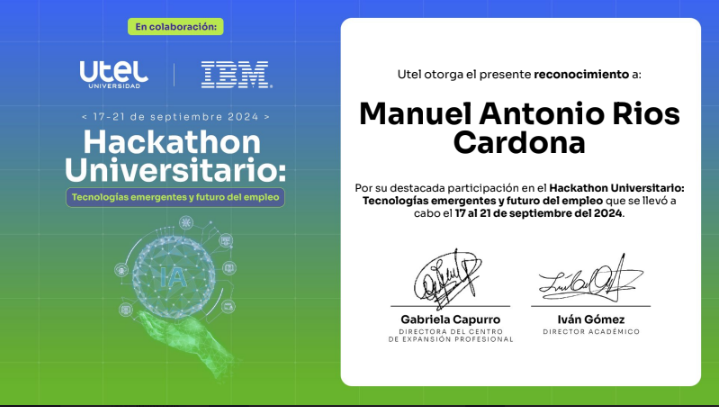 En colaboración:
Utel
UNIVERSIDAD
IBM®
< 17-21 de septiembre 2024 >
Hackathon
Universitario:
Tecnologías emergentes y futuro del empleo
IA
Utel otorga el presente reconocimiento a:
Manuel Antonio Rios
Cardona
Por su destacada participación en el Hackathon Universitario:
Tecnologías emergentes y futuro del empleo que se llevó a
cabo el 17 al 21 de septiembre del 2024.
Gabriela Capurro
DIRECTORA DEL CENTRO
DE EXPANSIÓN PROFESIONAL
Iván Gómez
DIRECTOR ACADÉMICO